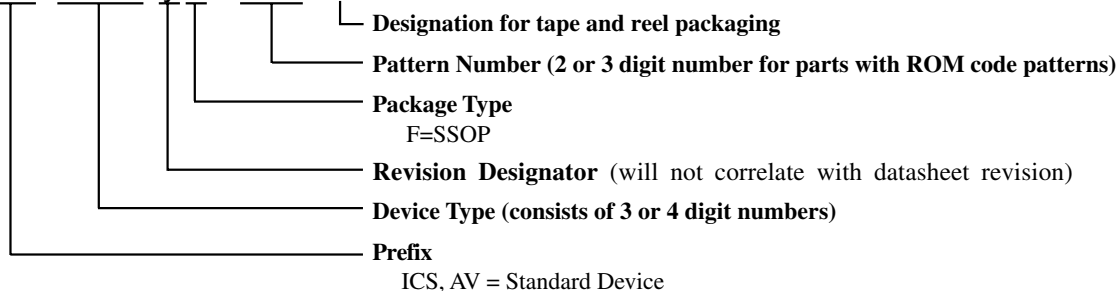 Designation for tape and reel packaging
Pattern Number (2 or 3 digit number for parts with ROM code patterns)
Package Type
F=SSOP
Revision Designator (will not correlate with datasheet revision)
Device Type (consists of 3 or 4 digit numbers)
Prefix
ICS, AV = Standard Device